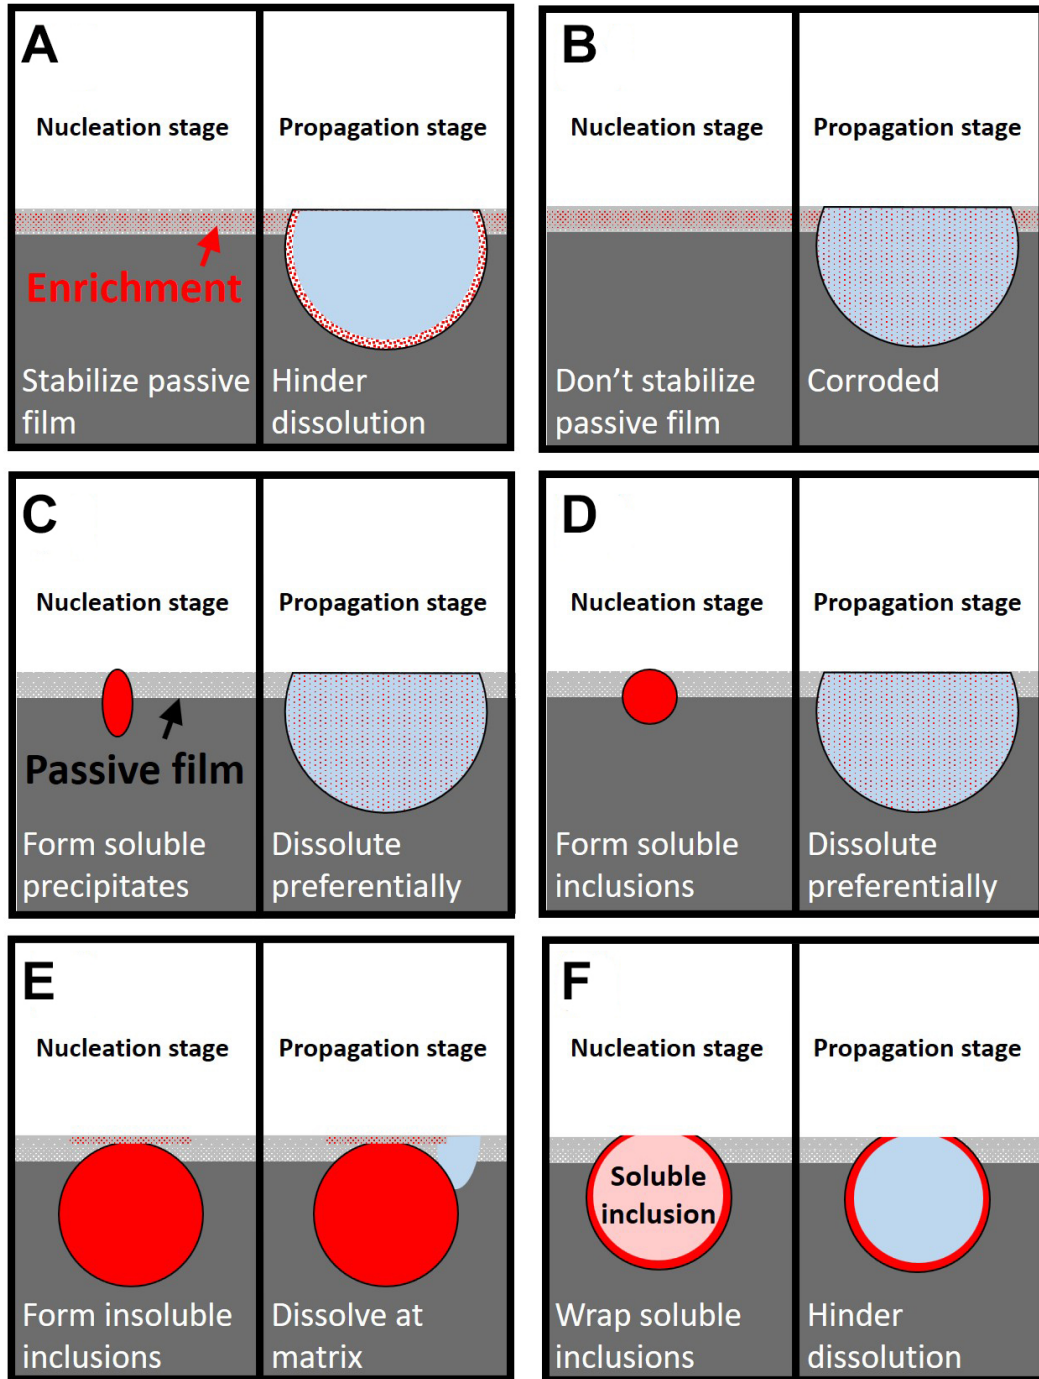 A
Nucleation stage
Propagation stage
Enrichment
Stabilize passive
film
Hinder
dissolution
B
Nucleation stage
Propagation stage
Don't stabilize
passive film
Corroded
C
Nucleation stage
Propagation stage
Passive film
Form soluble
precipitates
Dissolute
preferentially
D
Nucleation stage
Propagation stage
Form soluble
inclusions
Dissolute
preferentially
E
Nucleation stage
Propagation stage
Form insoluble
inclusions
Dissolve at
matrix
F
Nucleation stage
Propagation stage
Soluble
inclusion
Wrap soluble
inclusions
Hinder
dissolution